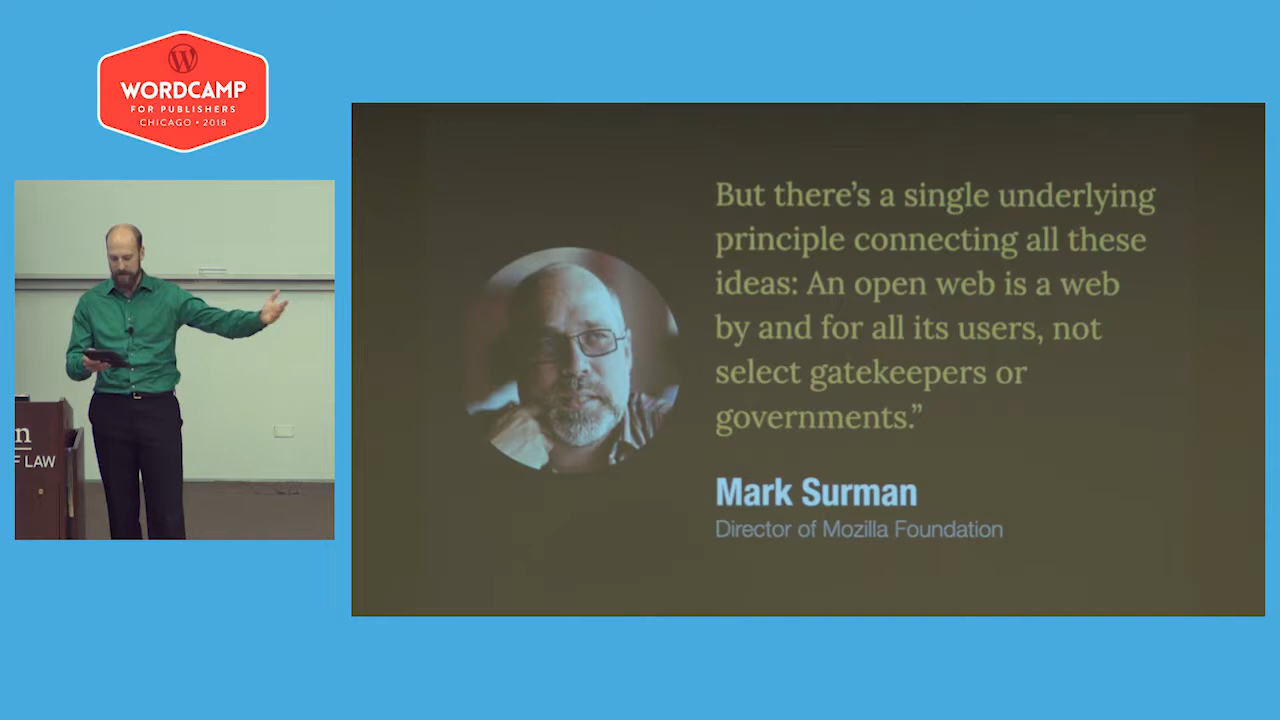 WORDCAMP
FOR PUBLISHERS
CHICAGO • 2018
But there’s a single underlying
principle connecting all these
ideas: An open web is a web
by and for all its users, not
select gatekeepers or
governments.”
Mark Surman
Director of Mozilla Foundation
n
F LAW